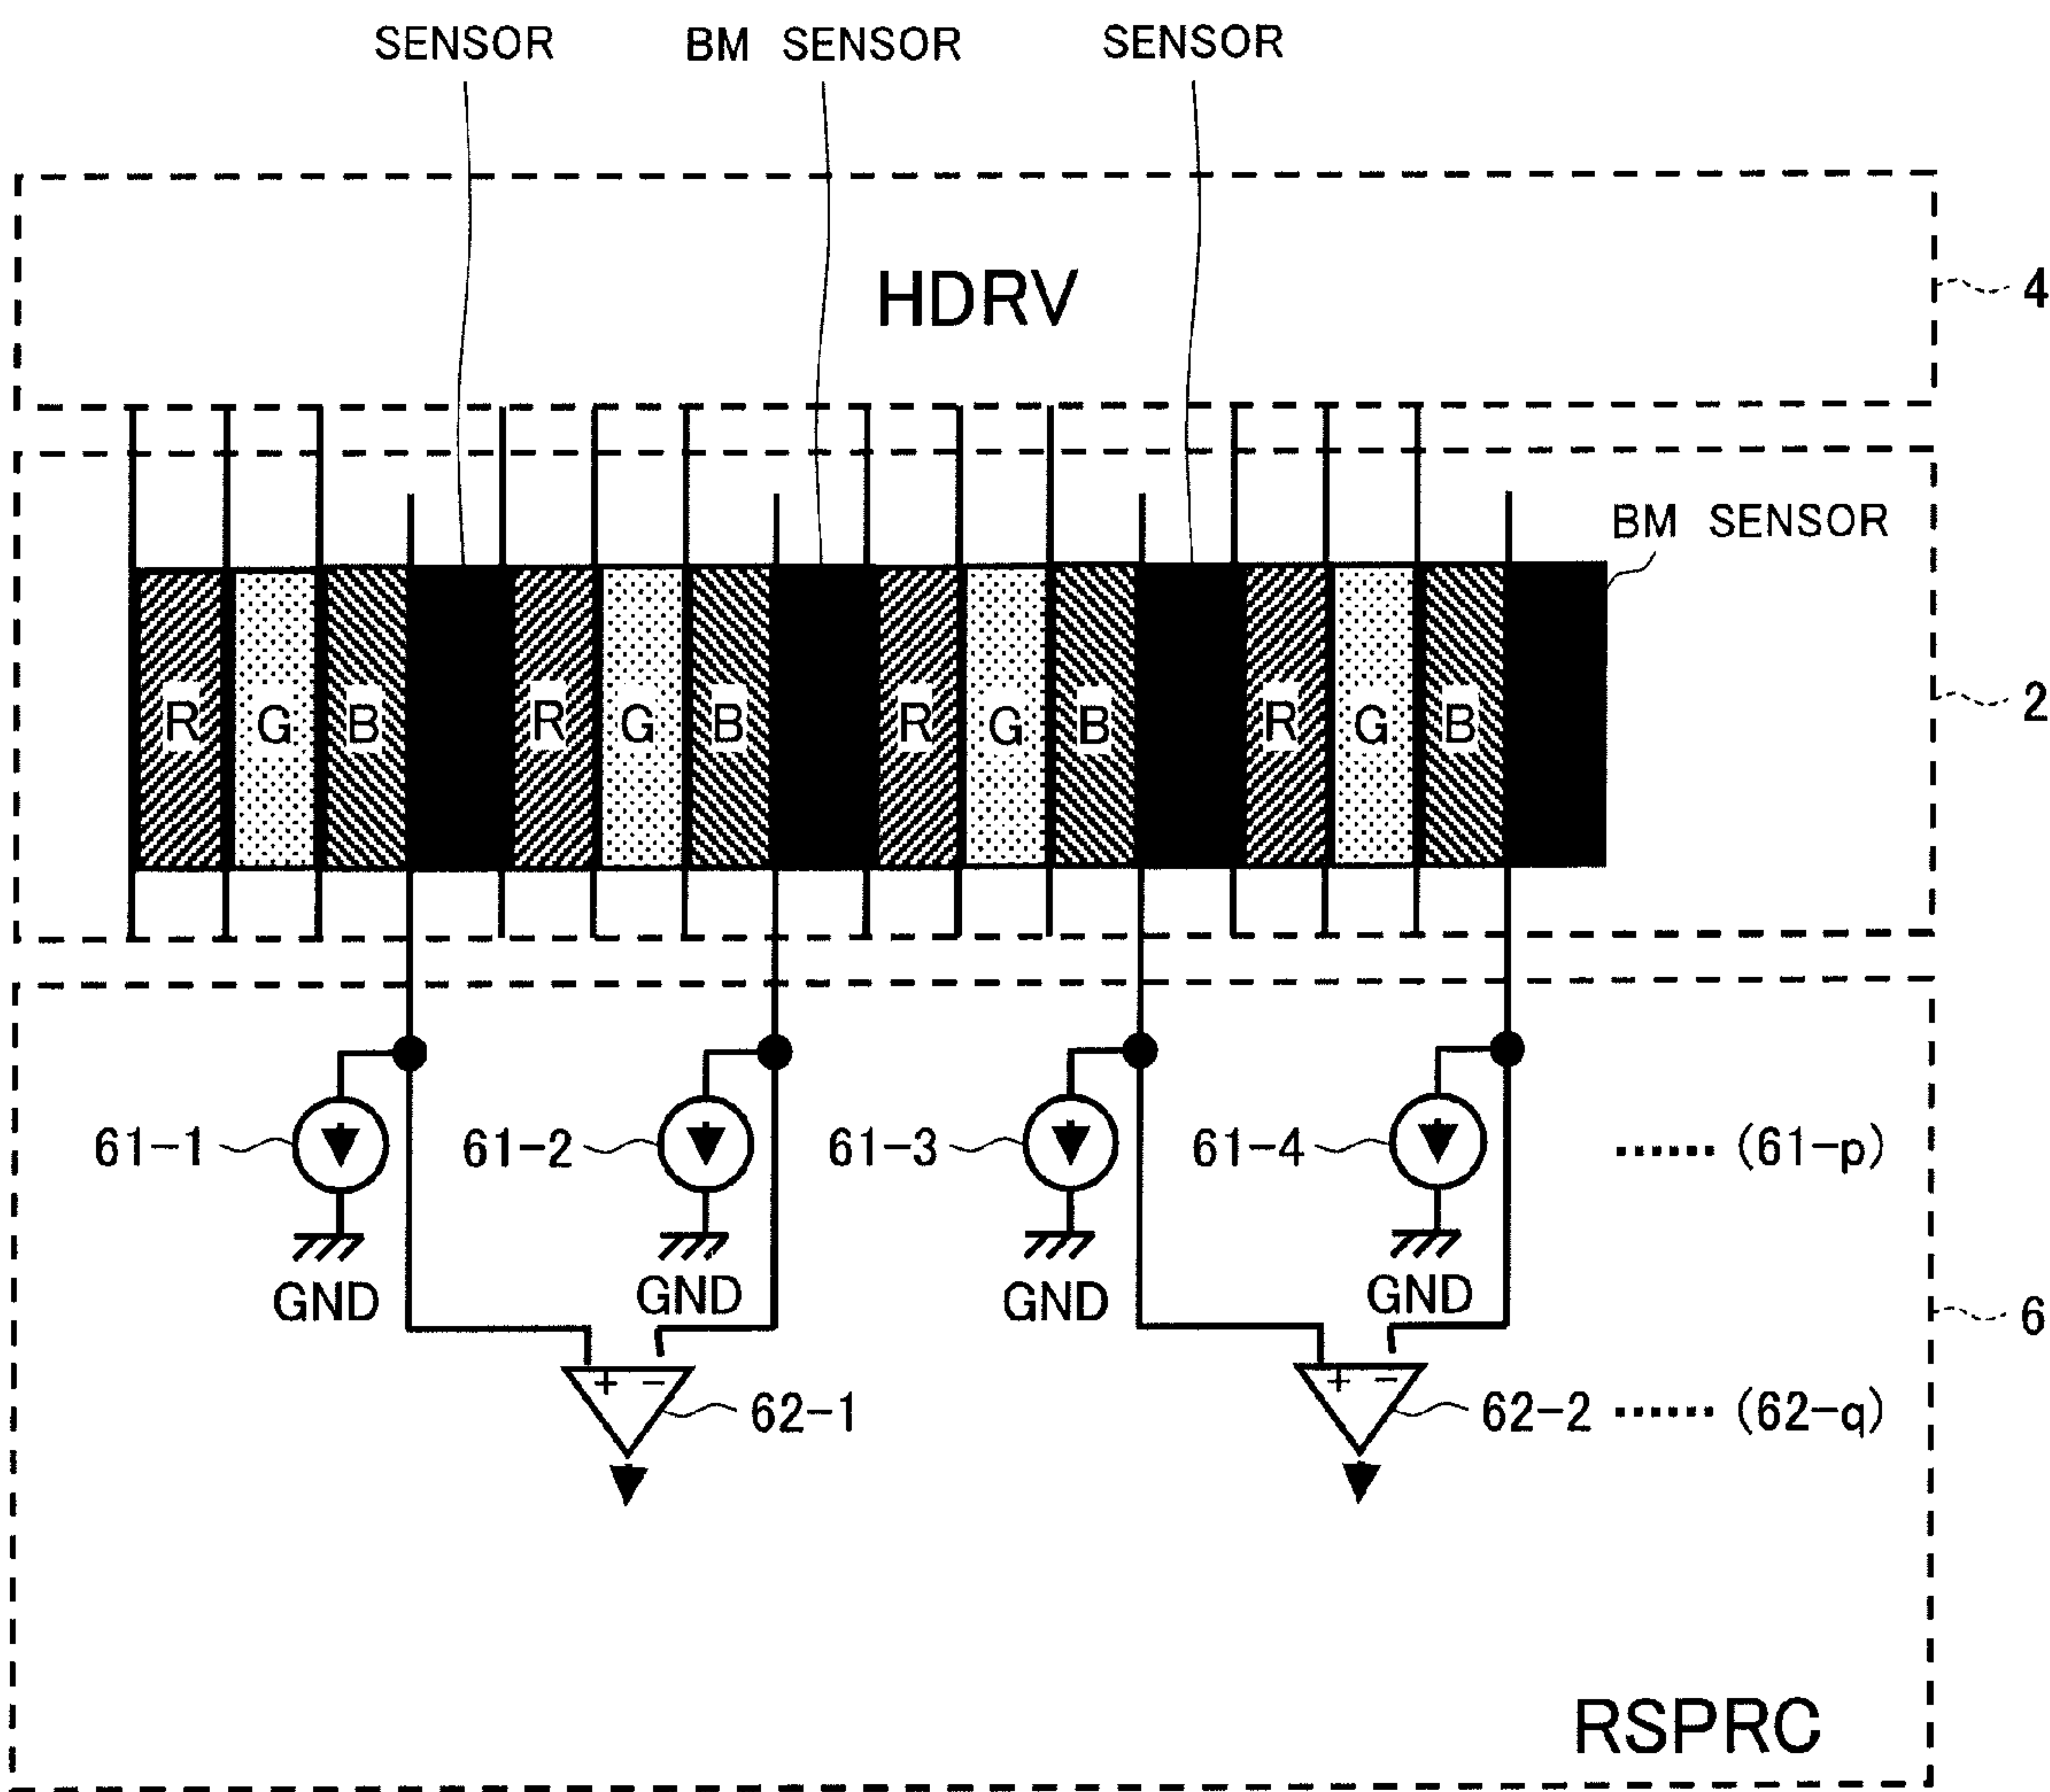 SENSOR BM SENSOR SENSOR
HDRV
4
BM SENSOR
R G B R G B R G B R G B
2
61-1 61-2 61-3 61-4 ...... (61-p)
GND GND GND GND
6
+ − + −
62-1 62-2 ...... (62-q)
RSPRC